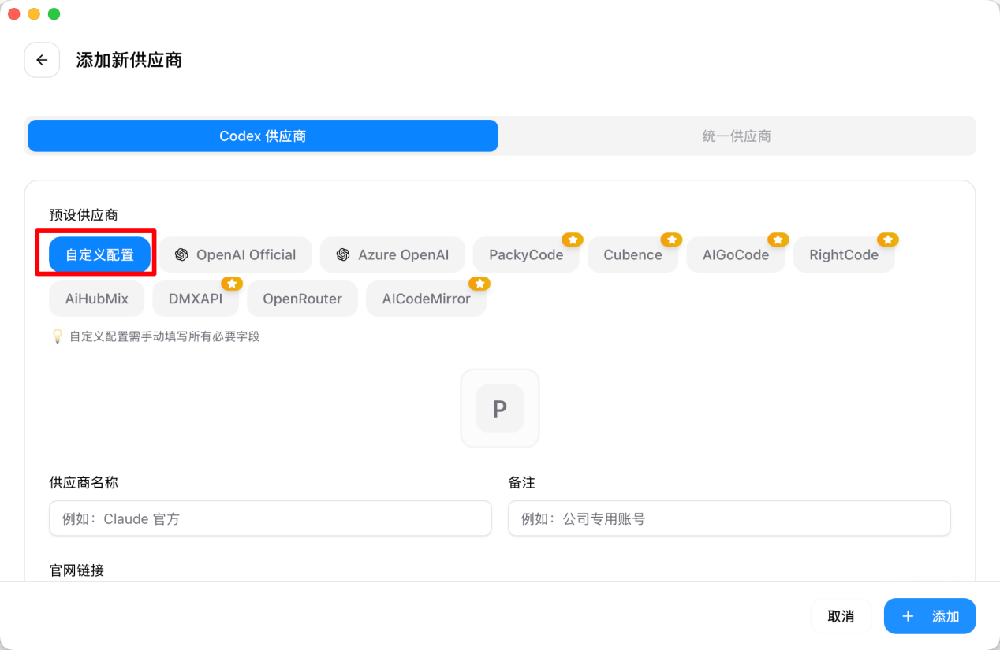 添加新供应商
Codex 供应商
统一供应商
预设供应商
自定义配置
OpenAI Official
Azure OpenAI
PackyCode
Cubence
AIGoCode
RightCode
AiHubMix
DMXAPI
OpenRouter
AICodeMirror
自定义配置需手动填写所有必要字段
P
供应商名称
备注
例如：Claude 官方
例如：公司专用账号
官网链接
取消
添加